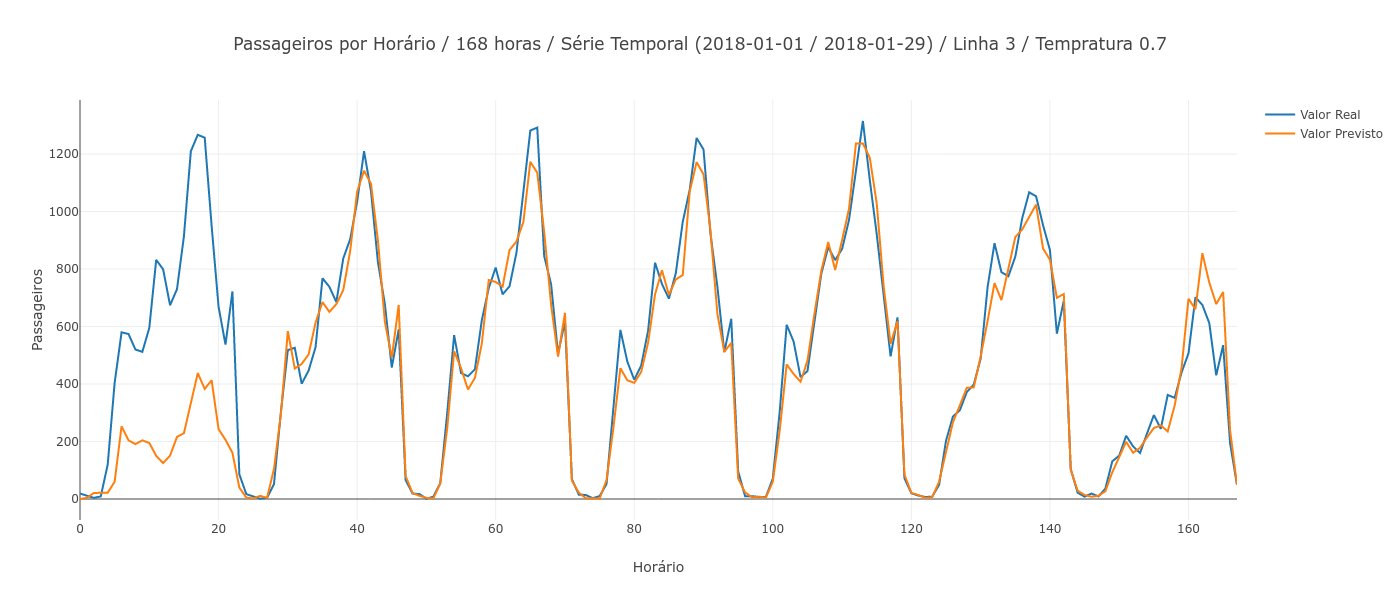 Passageiros por Horário / 168 horas / Série Temporal (2018-01-01 / 2018-01-29) / Linha 3 / Tempratura 0.7
Valor Real
Valor Previsto
Passageiros
1200
1000
800
600
400
200
0
0 20 40 60 80 100 120 140 160
Horário